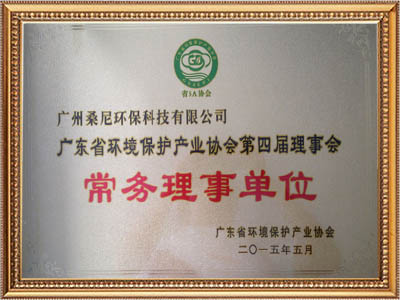 省5A协会
广州桑尼环保科技有限公司
广东省环境保护产业协会第四届理事会
常务理事单位
广东省环境保护产业协会
二〇一五年五月